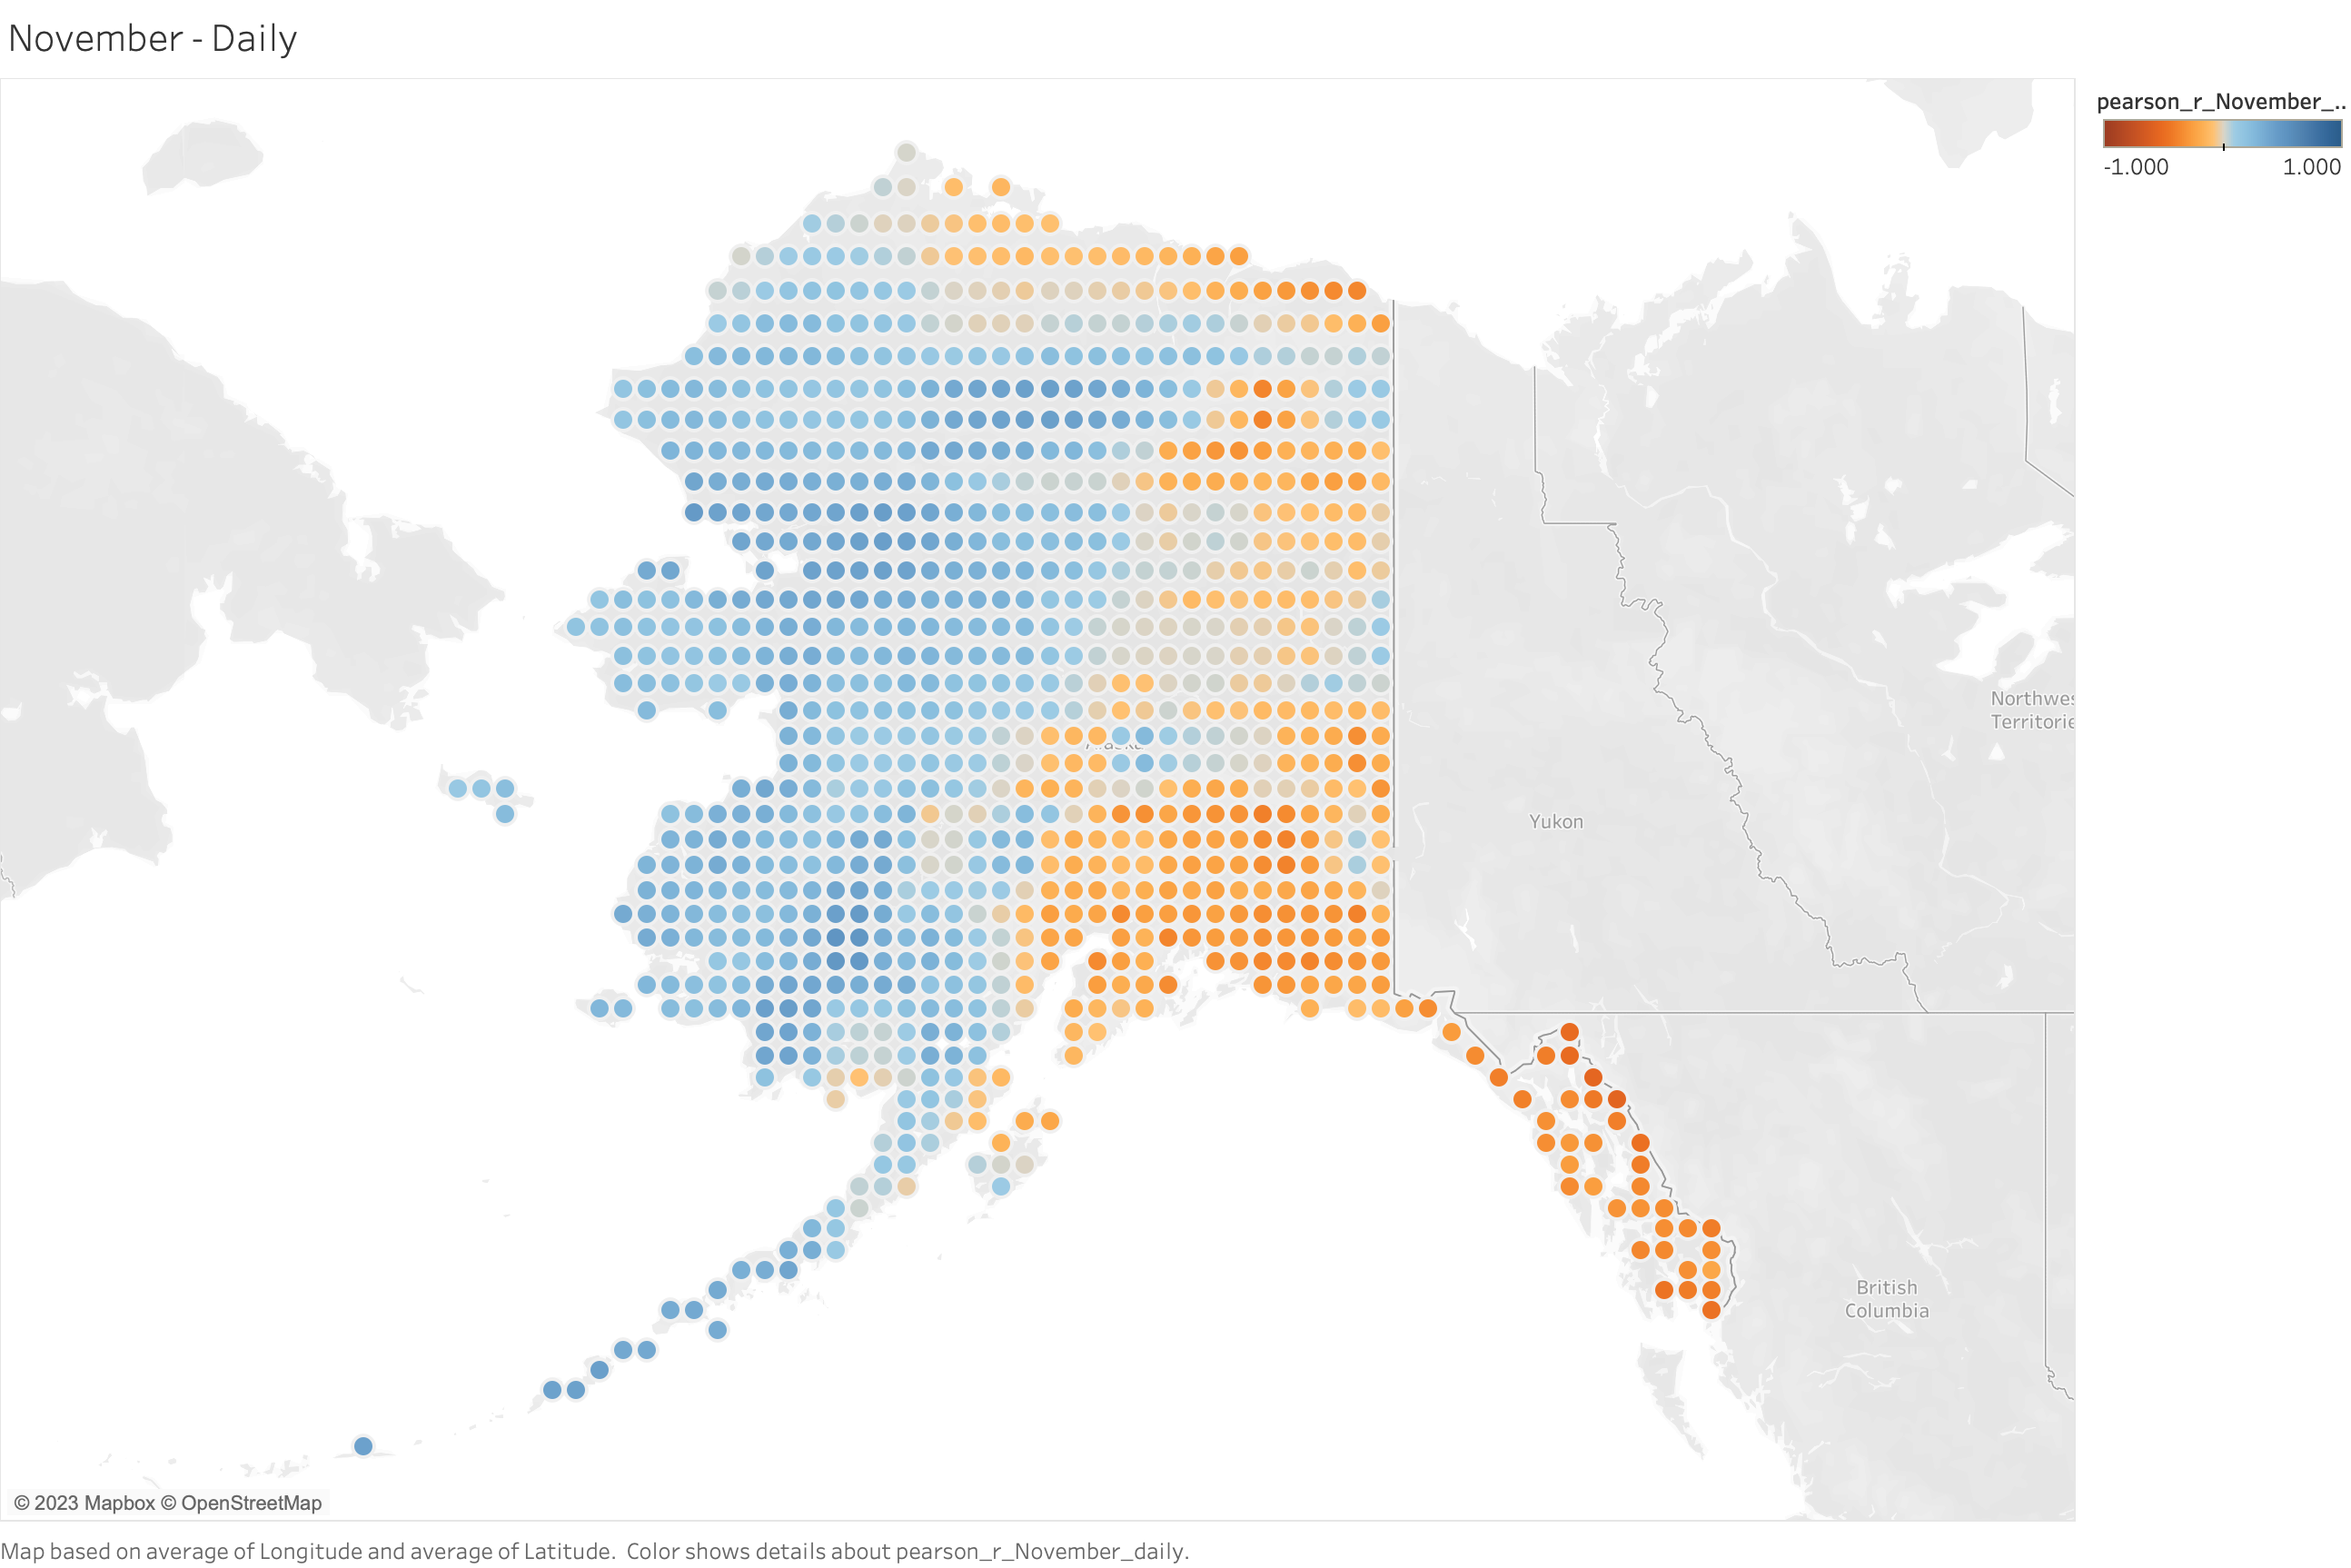 November - Daily
pearson_r_November_..
-1.000 1.000
Northwes
Territorie
Yukon
British
Columbia
© 2023 Mapbox © OpenStreetMap
Map based on average of Longitude and average of Latitude. Color shows details about pearson_r_November_daily.